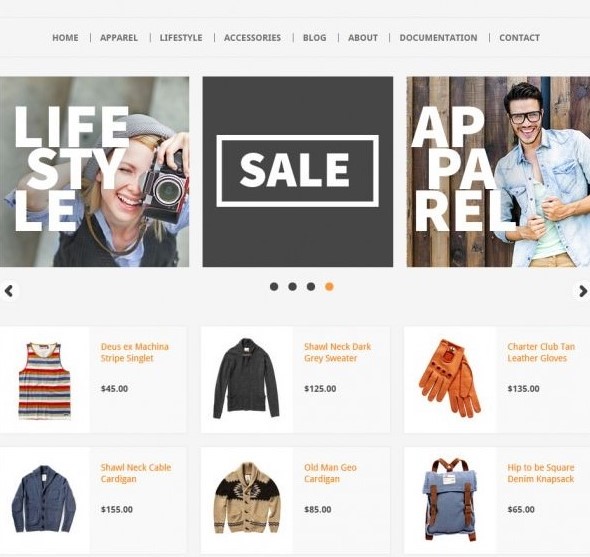 HOME | APPAREL | LIFESTYLE | ACCESSORIES | BLOG | ABOUT | DOCUMENTATION | CONTACT
LIFE
STY
LE
SALE
AP
PA
REL
Deus ex Machina
Stripe Singlet
$45.00
Shawl Neck Dark
Grey Sweater
$125.00
Charter Club Tan
Leather Gloves
$135.00
Shawl Neck Cable
Cardigan
$155.00
Old Man Geo
Cardigan
$85.00
Hip to be Square
Denim Knapsack
$65.00